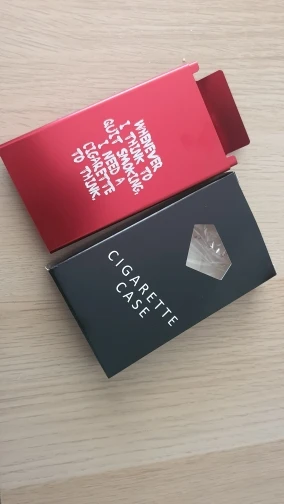 WHENEVER
I THINK TO
QUIT SMOKING,
I NEED A
CIGARETTE
TO THINK.
CIGARETTE
CASE